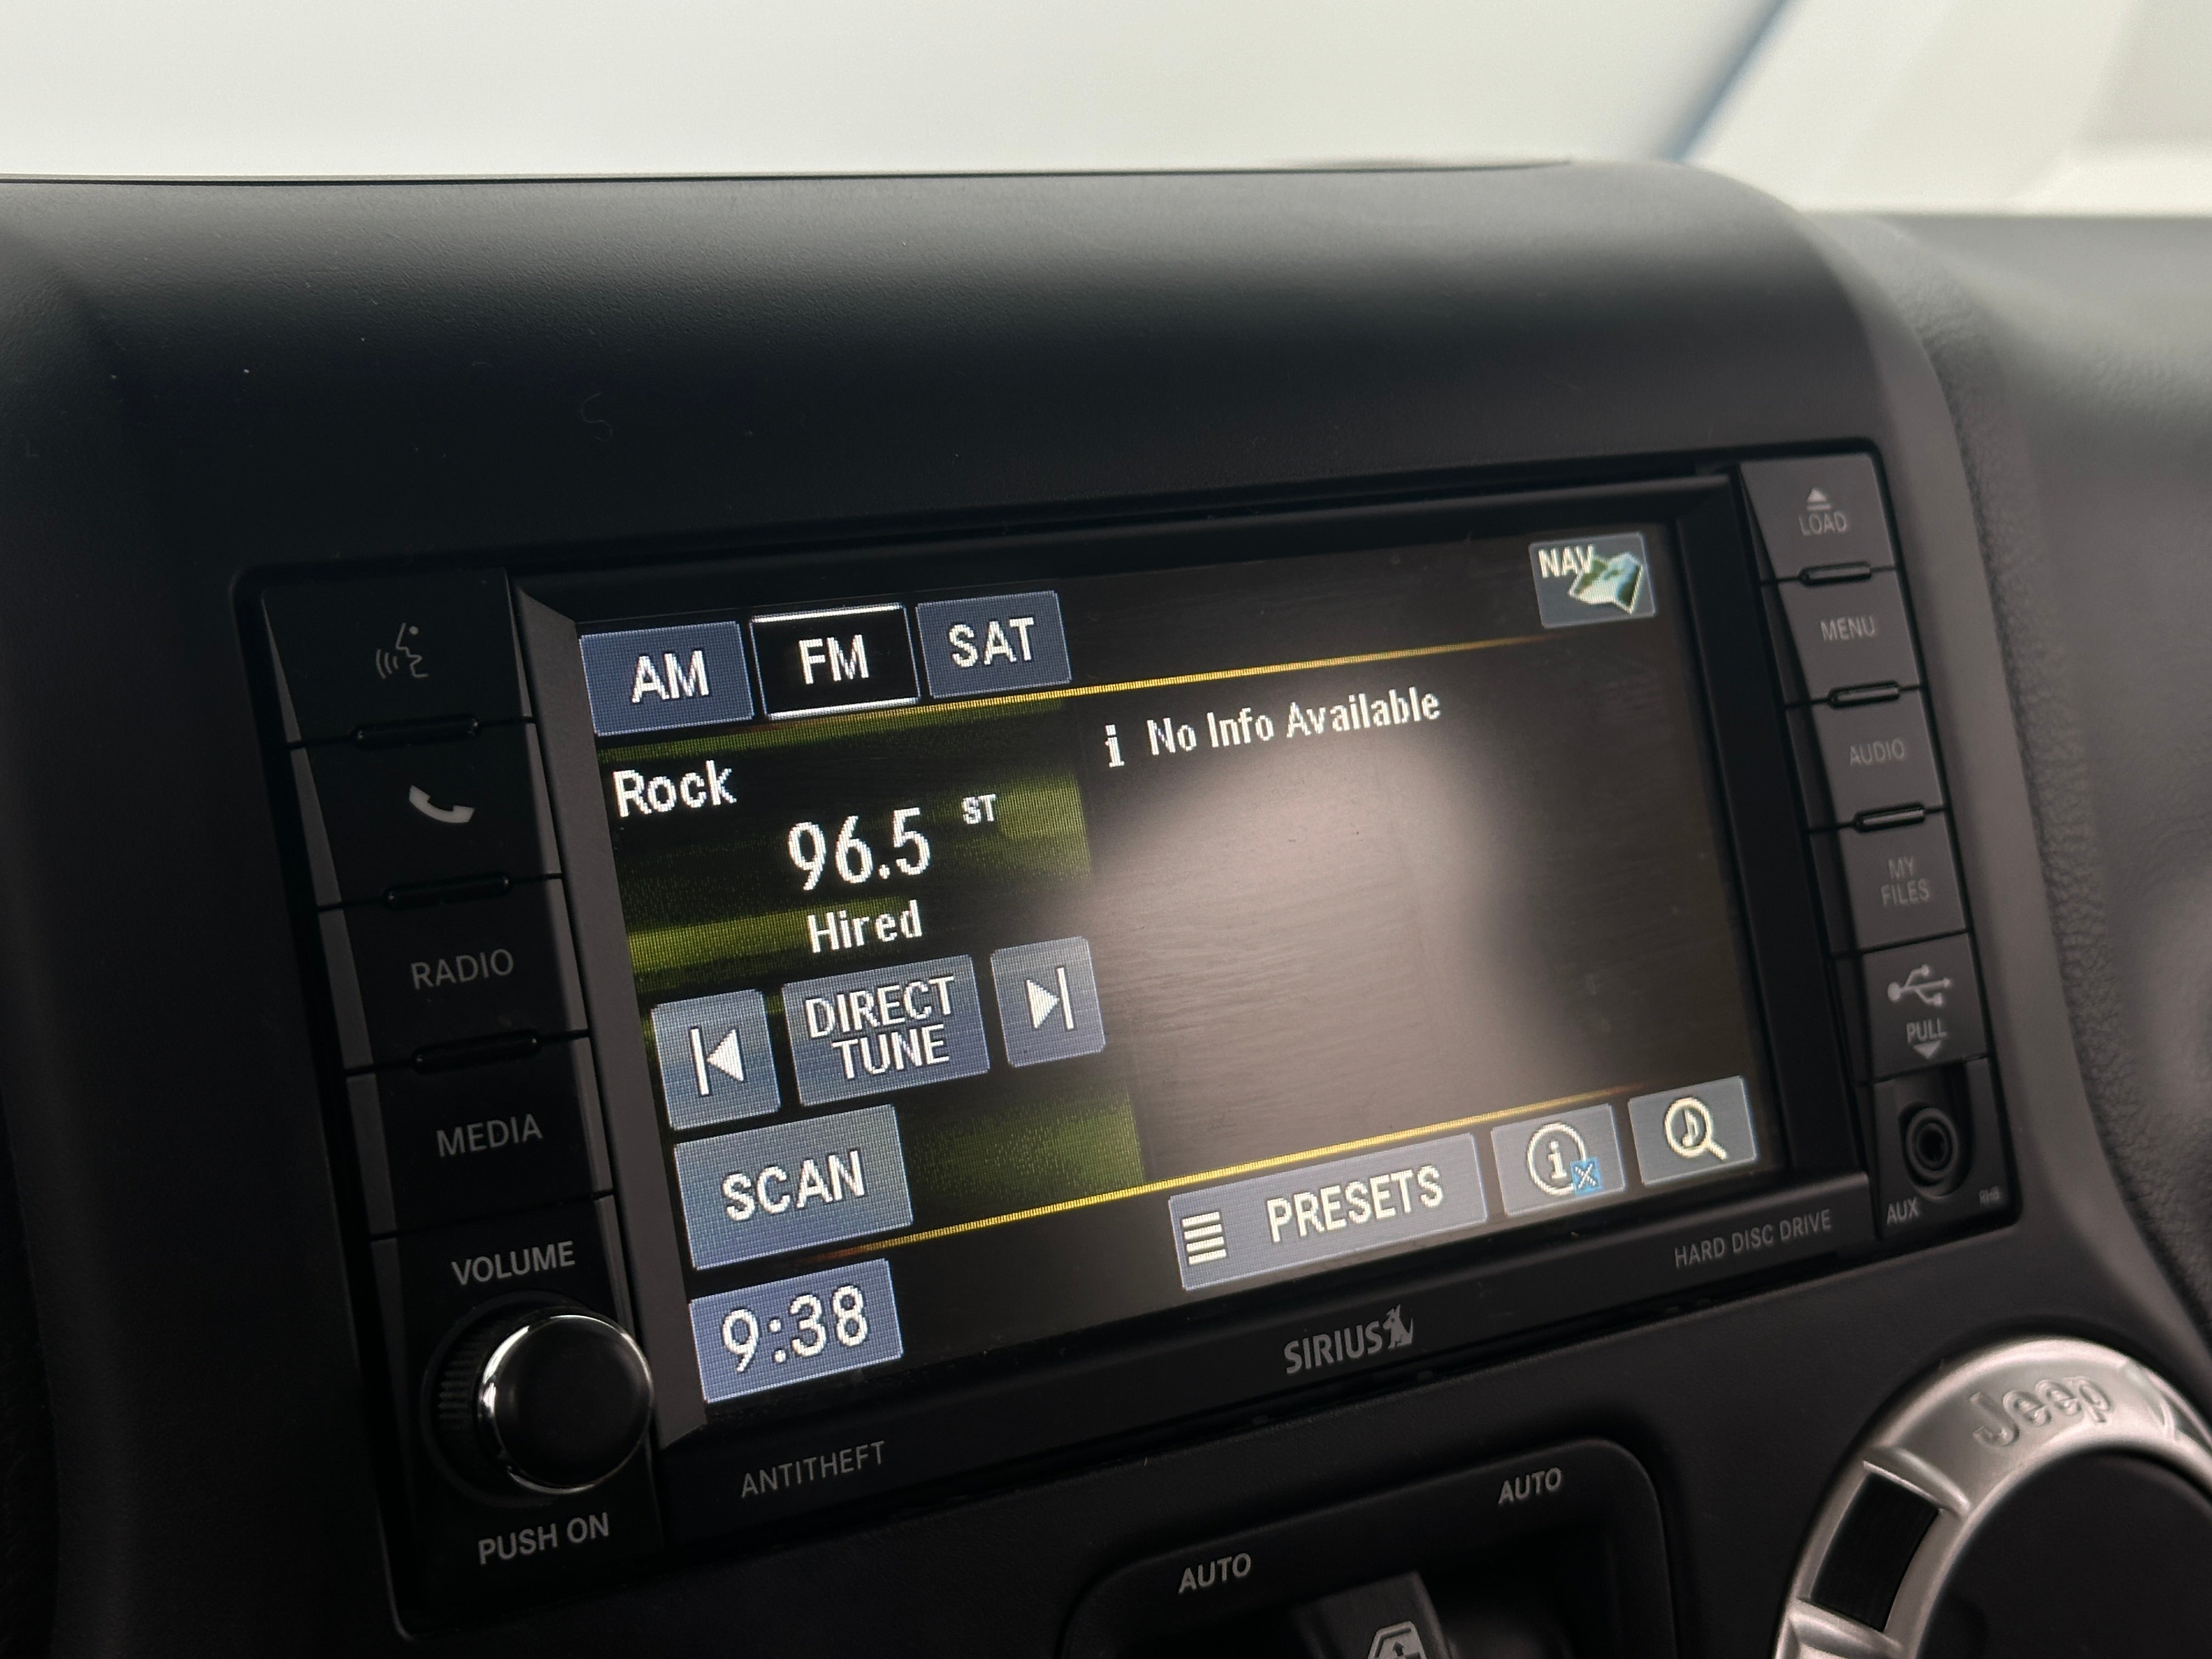 LOAD
MENU
AUDIO
MY
FILES
PULL
AUX
RADIO
MEDIA
VOLUME
PUSH ON
AM
FM
SAT
NAV
Rock
96.5 ST
Hired
i No Info Available
DIRECT
TUNE
SCAN
PRESETS
i
9:38
SIRIUS
HARD DISC DRIVE
ANTITHEFT
AUTO
AUTO
Jeep